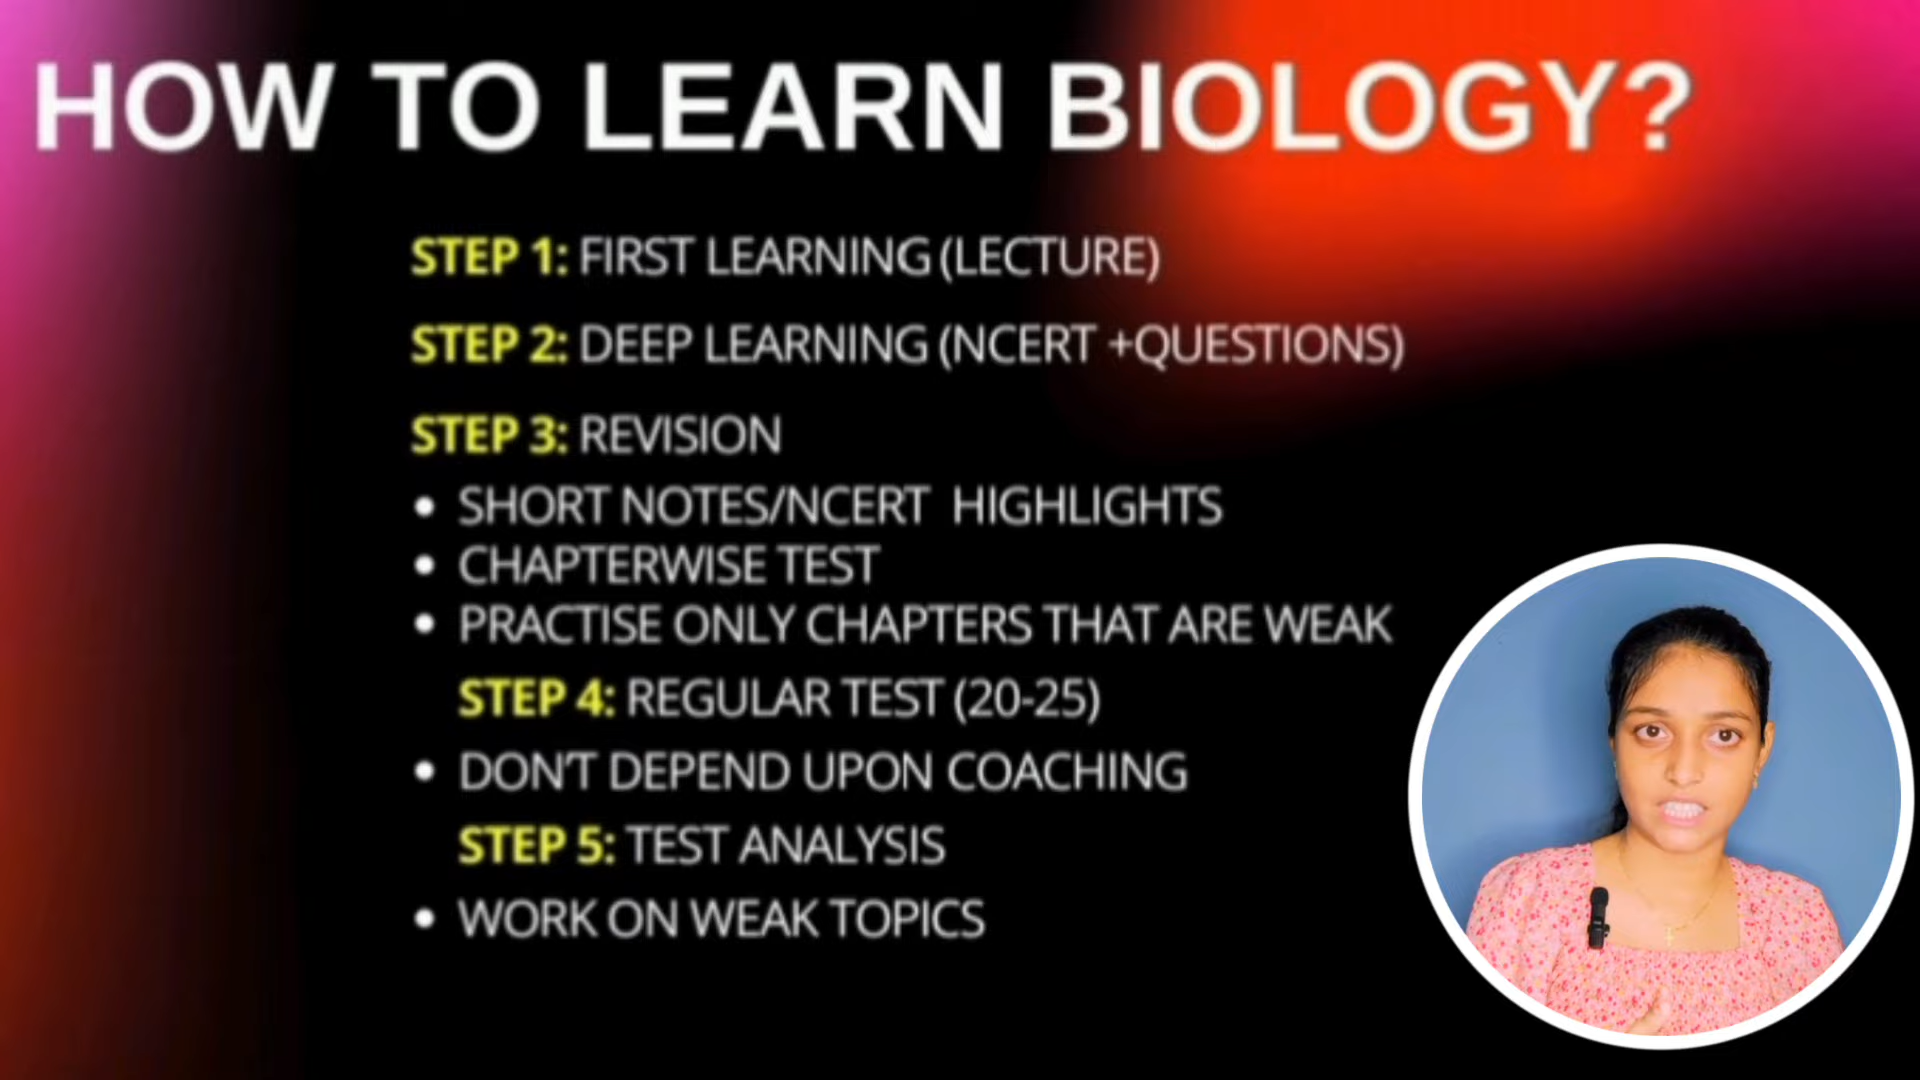 HOW TO LEARN BIOLOGY?
STEP 1: FIRST LEARNING (LECTURE)
STEP 2: DEEP LEARNING (NCERT +QUESTIONS)
STEP 3: REVISION
• SHORT NOTES/NCERT HIGHLIGHTS
• CHAPTERWISE TEST
• PRACTISE ONLY CHAPTERS THAT ARE WEAK
STEP 4: REGULAR TEST (20-25)
• DON'T DEPEND UPON COACHING
STEP 5: TEST ANALYSIS
• WORK ON WEAK TOPICS